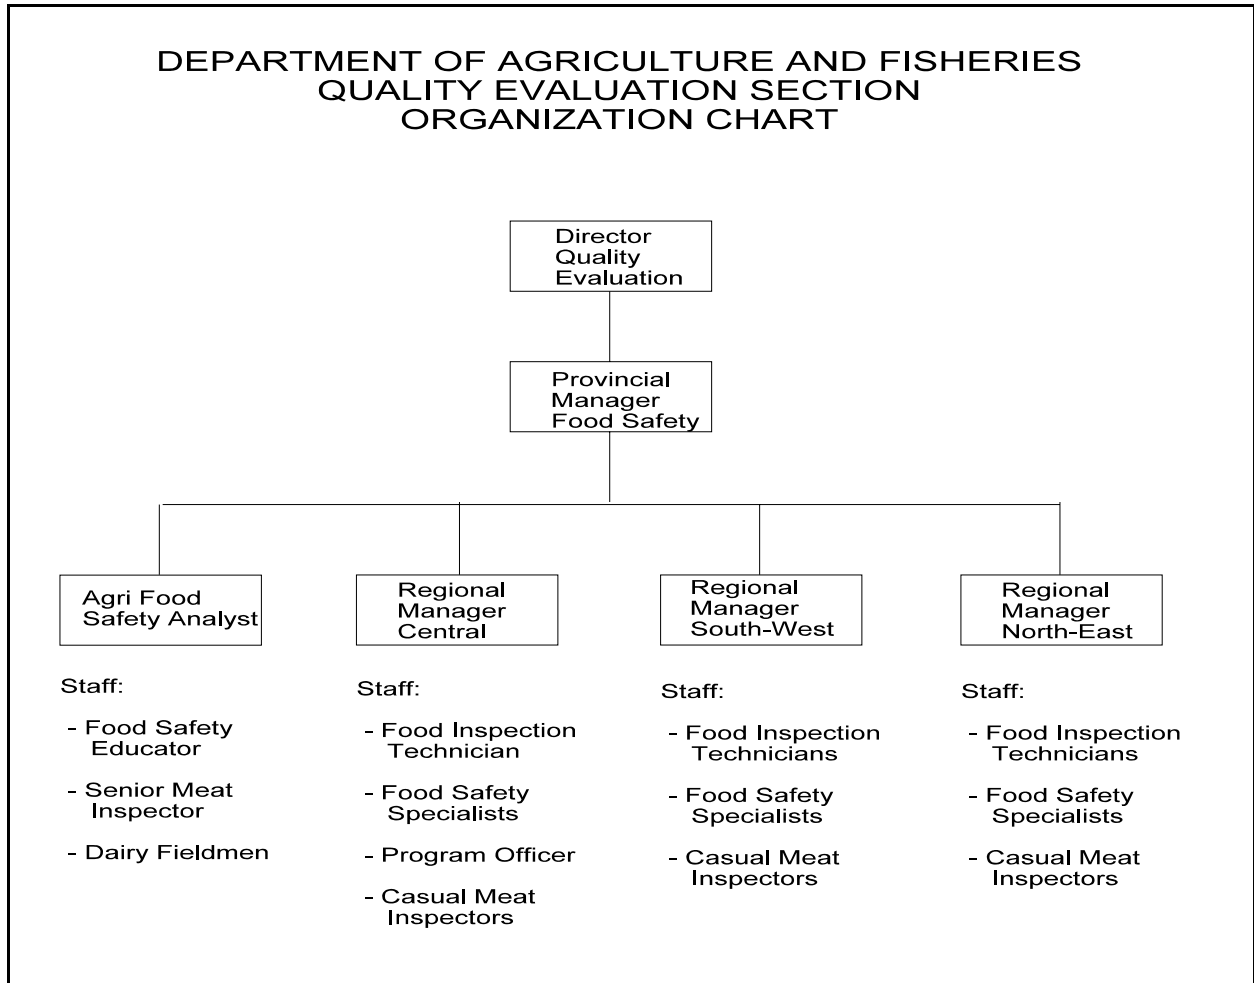 DEPARTMENT OF AGRICULTURE AND FISHERIES
QUALITY EVALUATION SECTION
ORGANIZATION CHART
Director
Quality
Evaluation
Provincial
Manager
Food Safety
Agri Food
Safety Analyst
Staff:
- Food Safety
Educator
- Senior Meat
Inspector
- Dairy Fieldmen
Regional
Manager
Central
Staff:
- Food Inspection
Technician
- Food Safety
Specialists
- Program Officer
- Casual Meat
Inspectors
Regional
Manager
South-West
Staff:
- Food Inspection
Technicians
- Food Safety
Specialists
- Casual Meat
Inspectors
Regional
Manager
North-East
Staff:
- Food Inspection
Technicians
- Food Safety
Specialists
- Casual Meat
Inspectors